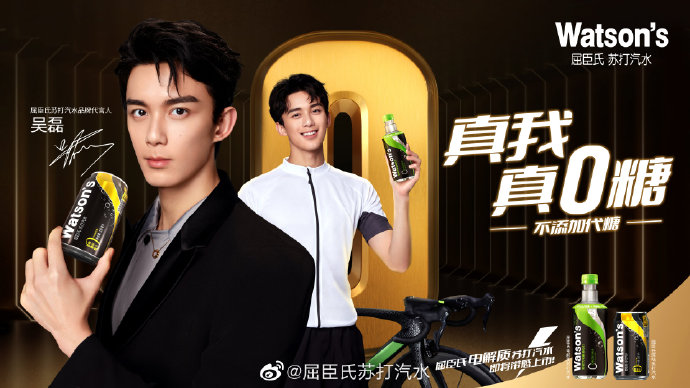 Watson's
屈臣氏 苏打汽水
屈臣氏苏打汽水品牌代言人
吴磊
Watson's
真我
真0糖
不添加代糖
屈臣氏电解质苏打汽水
即将滞感上市!
Watson's
Watson's
@屈臣氏苏打汽水